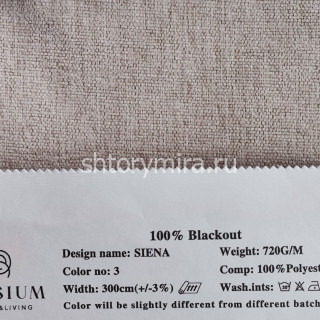 shtorymira.ru
100% Blackout
Design name: SIENA Weight: 720G/M
Color no: 3 Comp: 100%Polyest
Width: 300cm(+/-3%) Wash.ints:
SIUM
&LIVING
Color will be slightly different from different batch